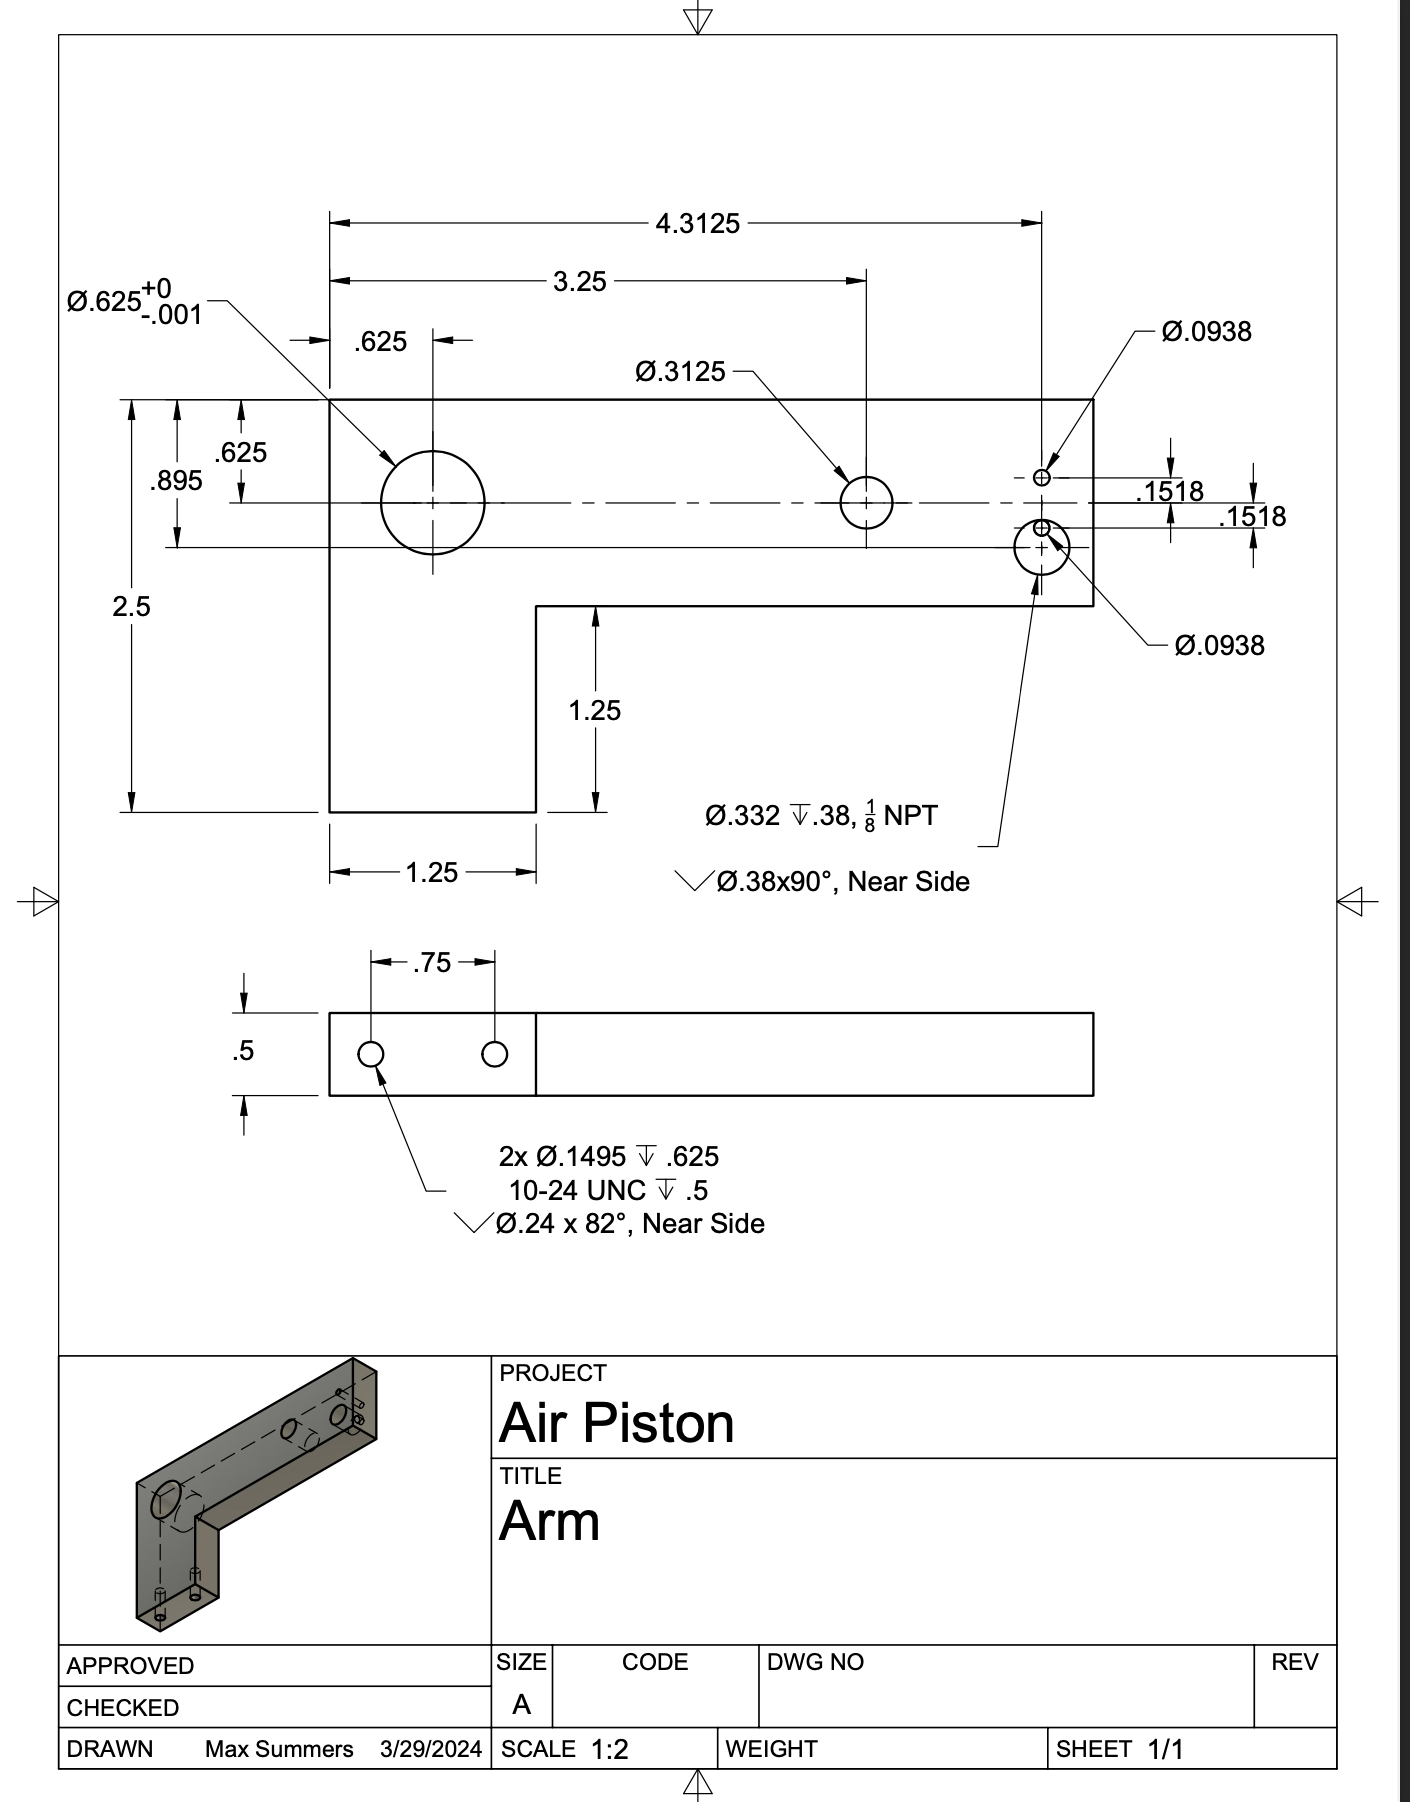 4.3125
3.25
Ø.625+0
-.001
.625
Ø.0938
Ø.3125
.625
.895
.1518
.1518
2.5
Ø.0938
1.25
Ø.332 ↧.38, 1/8 NPT
1.25
⌵Ø.38x90°, Near Side
.75
.5
2x Ø.1495 ↧ .625
10-24 UNC ↧ .5
⌵Ø.24 x 82°, Near Side
PROJECT
Air Piston
TITLE
Arm
APPROVED
CHECKED
DRAWN Max Summers 3/29/2024
SIZE
A
CODE
DWG NO
REV
SCALE 1:2
WEIGHT
SHEET 1/1